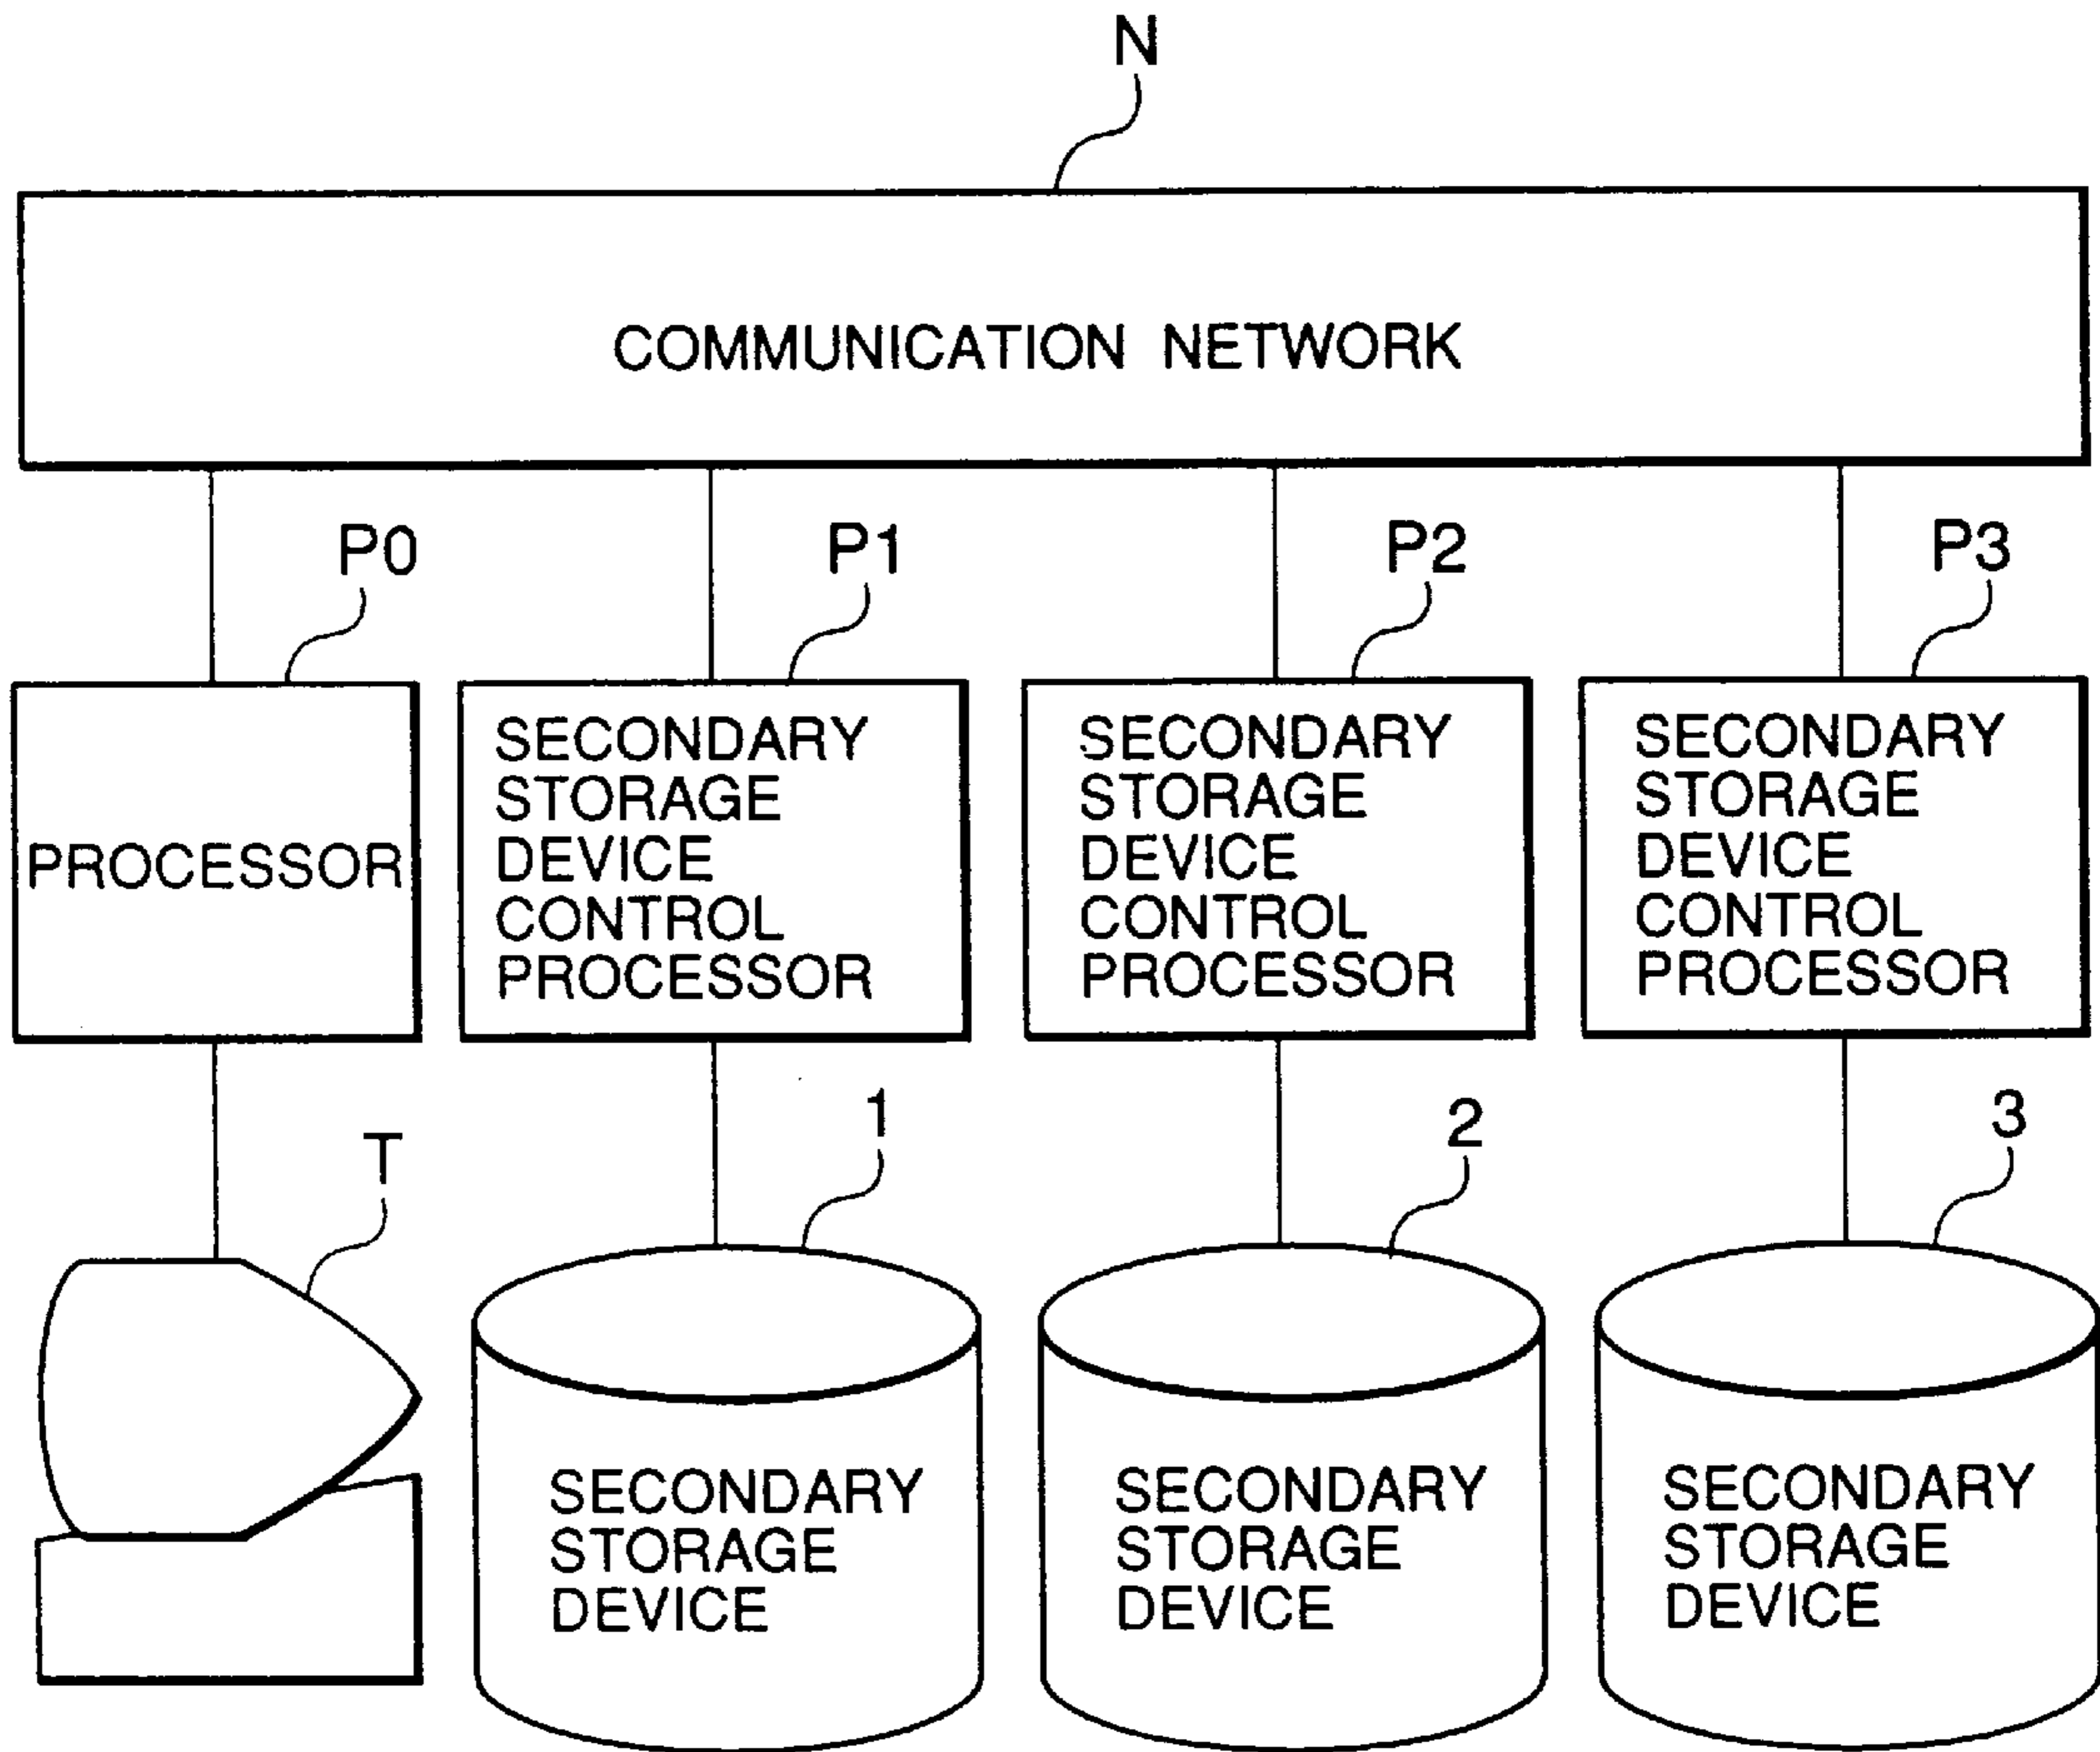 N
COMMUNICATION NETWORK
P0
P1
P2
P3
PROCESSOR
SECONDARY
STORAGE
DEVICE
CONTROL
PROCESSOR
SECONDARY
STORAGE
DEVICE
CONTROL
PROCESSOR
SECONDARY
STORAGE
DEVICE
CONTROL
PROCESSOR
T
1
2
3
SECONDARY
STORAGE
DEVICE
SECONDARY
STORAGE
DEVICE
SECONDARY
STORAGE
DEVICE